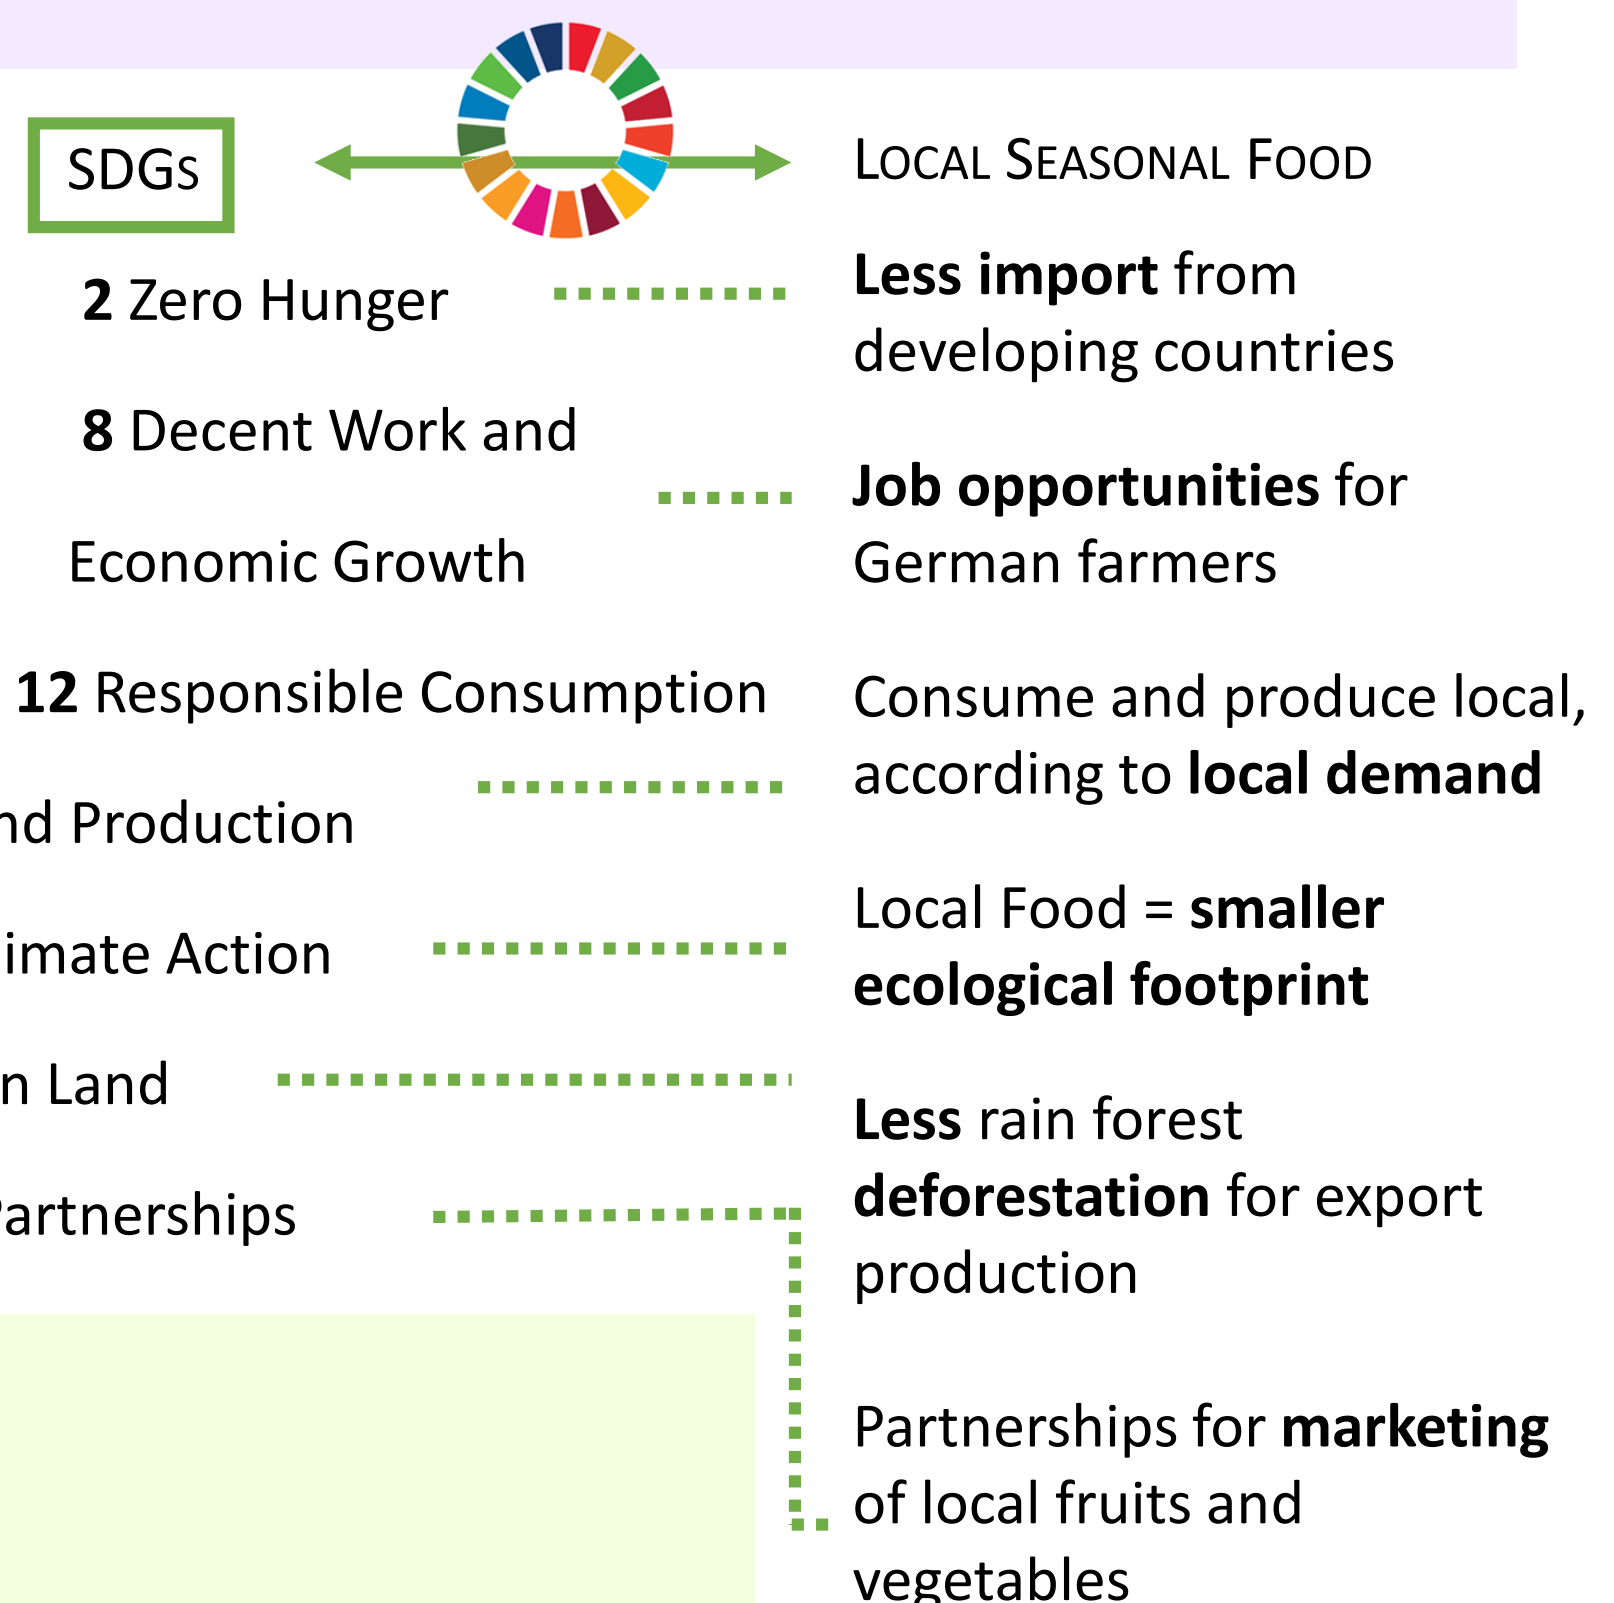 SDGs
2 Zero Hunger
8 Decent Work and
Economic Growth
12 Responsible Consumption
nd Production
imate Action
n Land
Partnerships
LOCAL SEASONAL FOOD
Less import from
developing countries
Job opportunities for
German farmers
Consume and produce local,
according to local demand
Local Food = smaller
ecological footprint
Less rain forest
deforestation for export
production
Partnerships for marketing
of local fruits and
vegetables